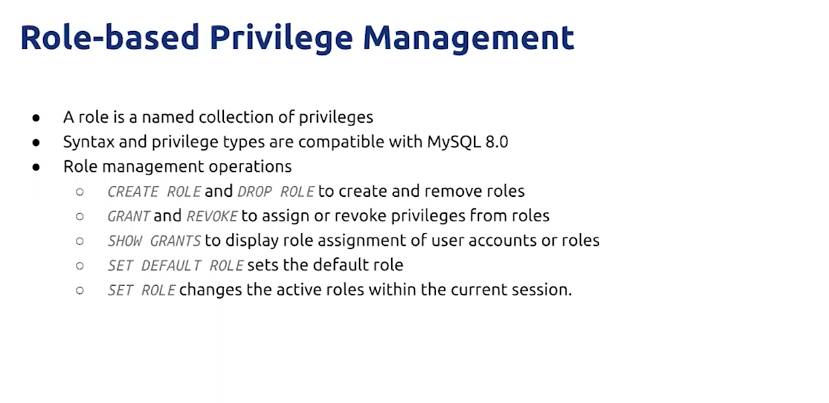 Role-based Privilege Management
● A role is a named collection of privileges
● Syntax and privilege types are compatible with MySQL 8.0
● Role management operations
○ CREATE ROLE and DROP ROLE to create and remove roles
○ GRANT and REVOKE to assign or revoke privileges from roles
○ SHOW GRANTS to display role assignment of user accounts or roles
○ SET DEFAULT ROLE sets the default role
○ SET ROLE changes the active roles within the current session.